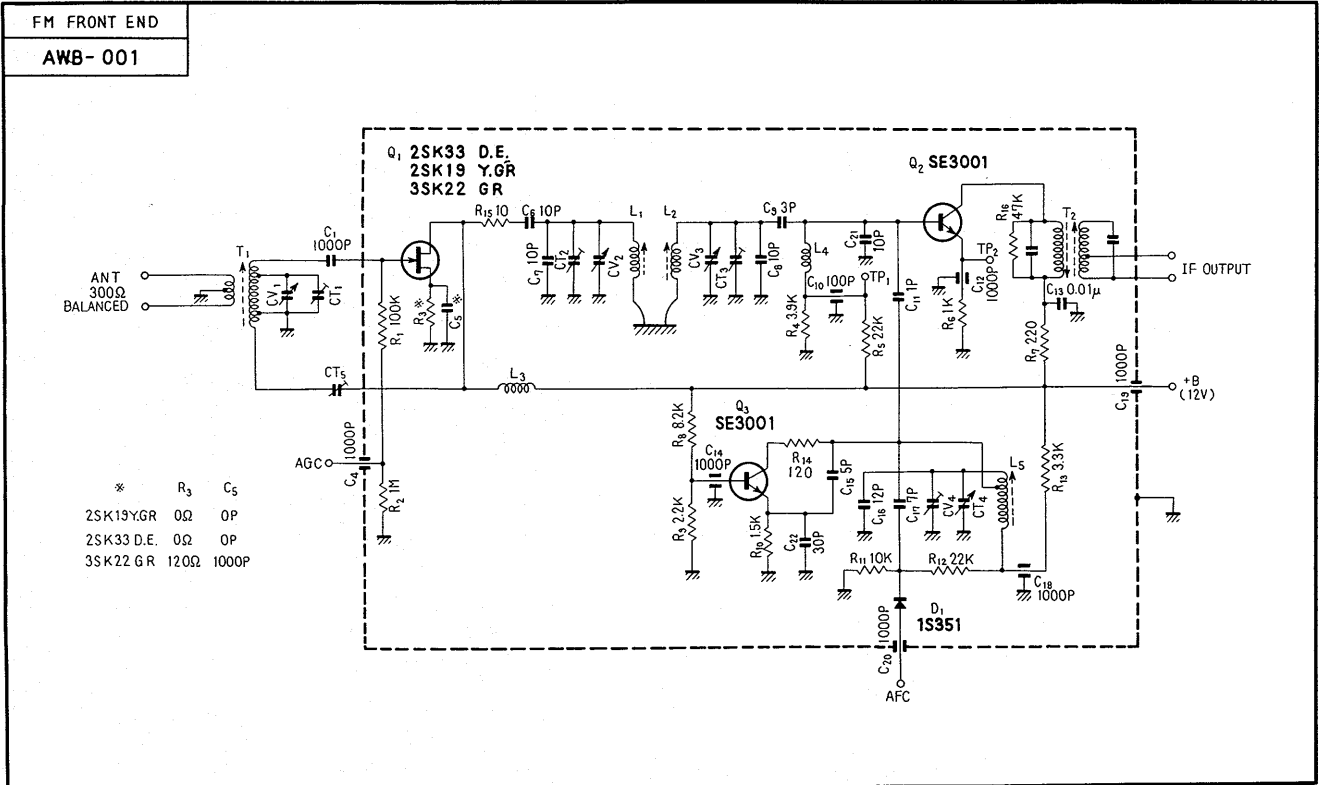 FM FRONT END
AWB-001
Q1 2SK33 D.E.
2SK19 Y.GR
3SK22 GR
Q2 SE3001
R15 10
C6 10P
L1
L2
C9 3P
R16 47K
T2
C1 1000P
T1
C7 10P
CT2
CV2
CV3
CT3
C8 10P
L4
C21 10P
TP2
C12 1000P
ANT
300Ω
BALANCED
CV1
CT1
IF OUTPUT
C10 100P
TP1
C11 1P
C13 0.01μ
R1 100K
R3 *
C5 *
R4 3.9K
R5 22K
R6 1K
R7 220
CT5
L3
C19 1000P
+B
(12V)
Q3
SE3001
R8 8.2K
C14 1000P
R14 120
C15 5P
L5
R13 3.3K
AGC
C4 1000P
R2 1M
C16 12P
C17 7P
CV4
CT4
* R3 C5
2SK19Y.GR 0Ω 0P
2SK33 D.E. 0Ω 0P
3SK22 GR 120Ω 1000P
R9 2.2K
R10 1.5K
C22 30P
R11 10K
R12 22K
C18 1000P
D1
1S351
C20 1000P
AFC